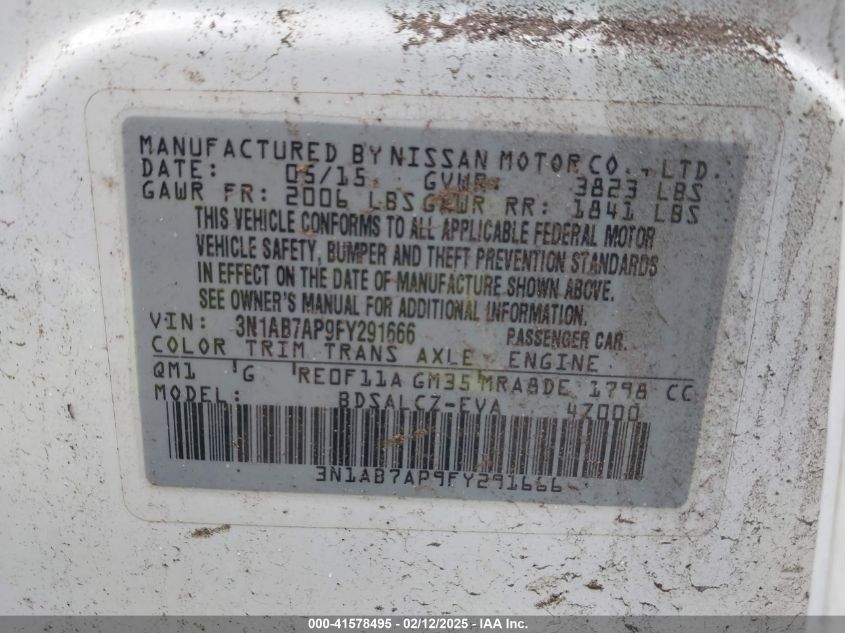 MANUFACTURED BY NISSAN MOTOR CO., LTD.
DATE: 05/15 GVWR: 3823 LBS
GAWR FR: 2006 LBS GAWR RR: 1841 LBS
THIS VEHICLE CONFORMS TO ALL APPLICABLE FEDERAL MOTOR
VEHICLE SAFETY, BUMPER AND THEFT PREVENTION STANDARDS
IN EFFECT ON THE DATE OF MANUFACTURE SHOWN ABOVE.
SEE OWNER'S MANUAL FOR ADDITIONAL INFORMATION.
VIN: 3N1AB7AP9FY291666 PASSENGER CAR
COLOR TRIM TRANS AXLE ENGINE
QM1 G RE0F11A GM35 MRA8DE 1798 CC
MODEL: BDSALCZ-EVA 47000
3N1AB7AP9FY291666
000-41578495 - 02/12/2025 - IAA, Inc.